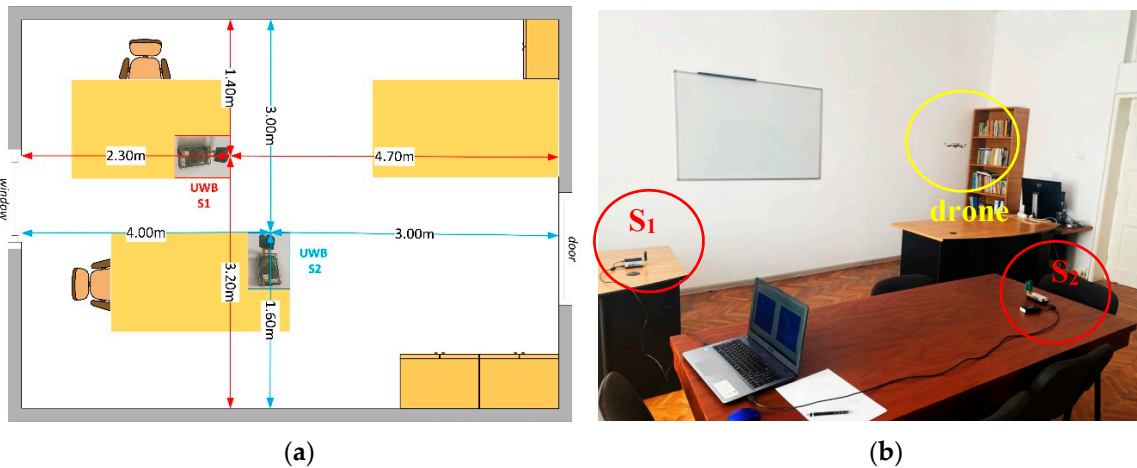 1.40m
3.00m
2.30m
4.70m
UWB
S1
window
4.00m
3.00m
UWB
S2
3.20m
1.60m
door
(a)
S1
drone
S2
(b)